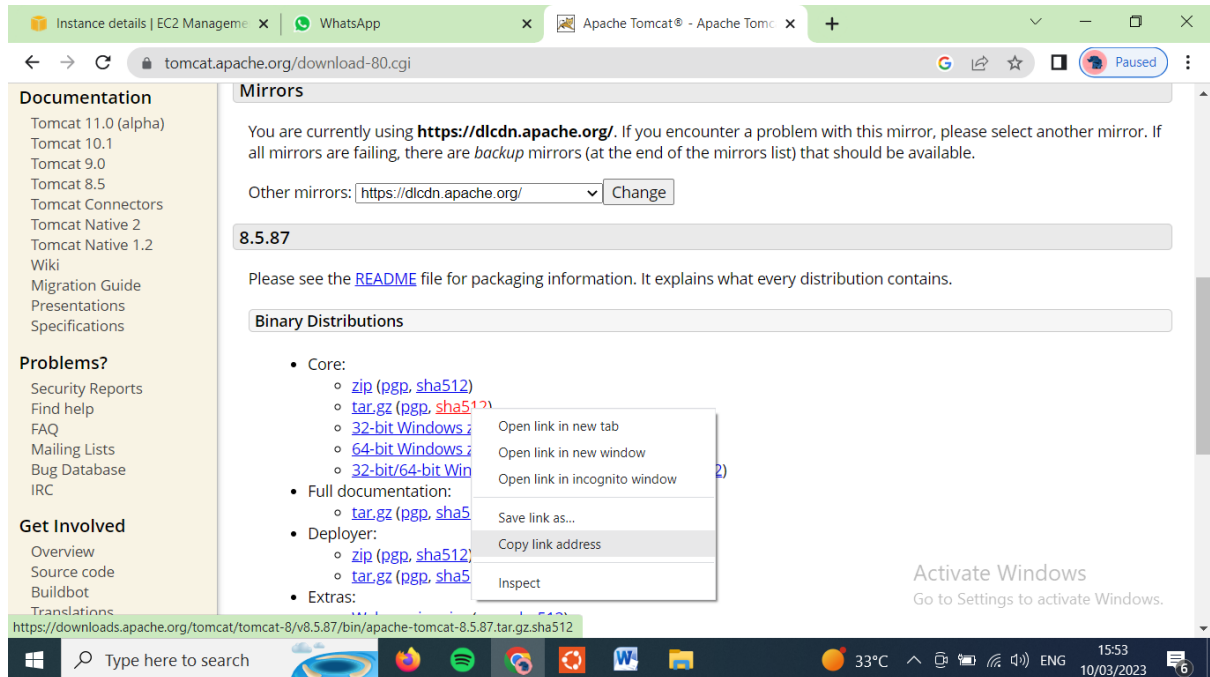 Instance details | EC2 Manageme
WhatsApp
Apache Tomcat® - Apache Tomc
tomcat.apache.org/download-80.cgi
Paused
Documentation
Tomcat 11.0 (alpha)
Tomcat 10.1
Tomcat 9.0
Tomcat 8.5
Tomcat Connectors
Tomcat Native 2
Tomcat Native 1.2
Wiki
Migration Guide
Presentations
Specifications
Problems?
Security Reports
Find help
FAQ
Mailing Lists
Bug Database
IRC
Get Involved
Overview
Source code
Buildbot
Translations
Mirrors
You are currently using https://dlcdn.apache.org/. If you encounter a problem with this mirror, please select another mirror. If
all mirrors are failing, there are backup mirrors (at the end of the mirrors list) that should be available.
Other mirrors: https://dlcdn.apache.org/ Change
8.5.87
Please see the README file for packaging information. It explains what every distribution contains.
Binary Distributions
• Core:
zip (pgp, sha512)
tar.gz (pgp, sha512)
32-bit Windows z
64-bit Windows z
32-bit/64-bit Win 2)
• Full documentation:
tar.gz (pgp, sha5
• Deployer:
zip (pgp, sha512)
tar.gz (pgp, sha5
• Extras:
Open link in new tab
Open link in new window
Open link in incognito window
Save link as...
Copy link address
Inspect
Activate Windows
Go to Settings to activate Windows.
https://downloads.apache.org/tomcat/tomcat-8/v8.5.87/bin/apache-tomcat-8.5.87.tar.gz.sha512
Type here to search
33°C
ENG
15:53
10/03/2023
6